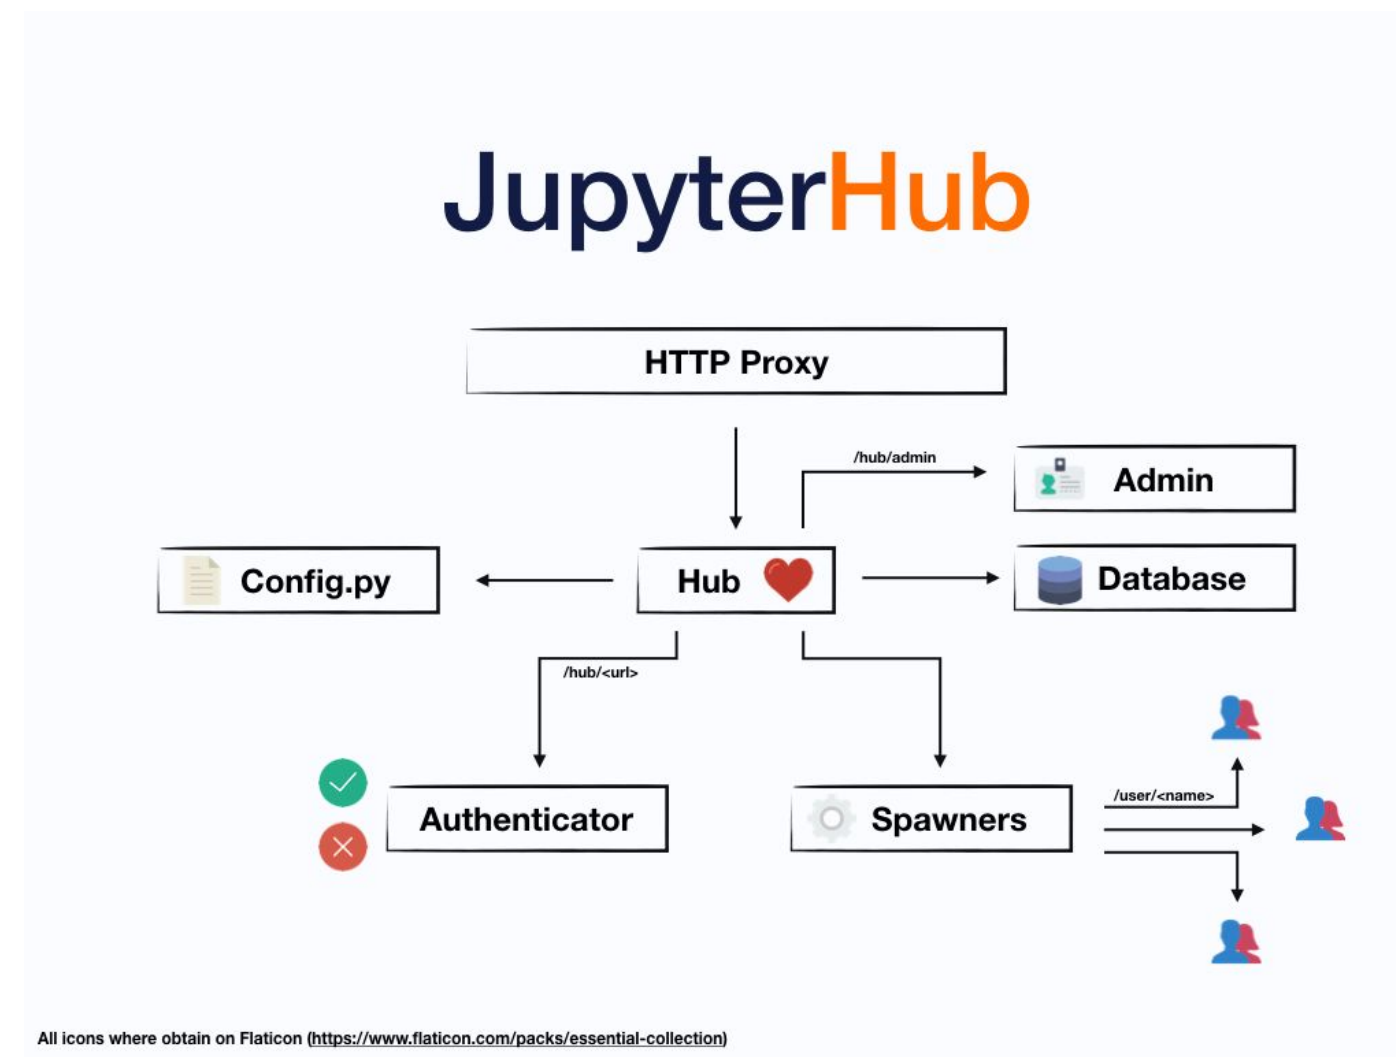 JupyterHub
HTTP Proxy
/hub/admin
Admin
Config.py
Hub
Database
/hub/<url>
Authenticator
Spawners
/user/<name>
All icons where obtain on Flaticon (https://www.flaticon.com/packs/essential-collection)